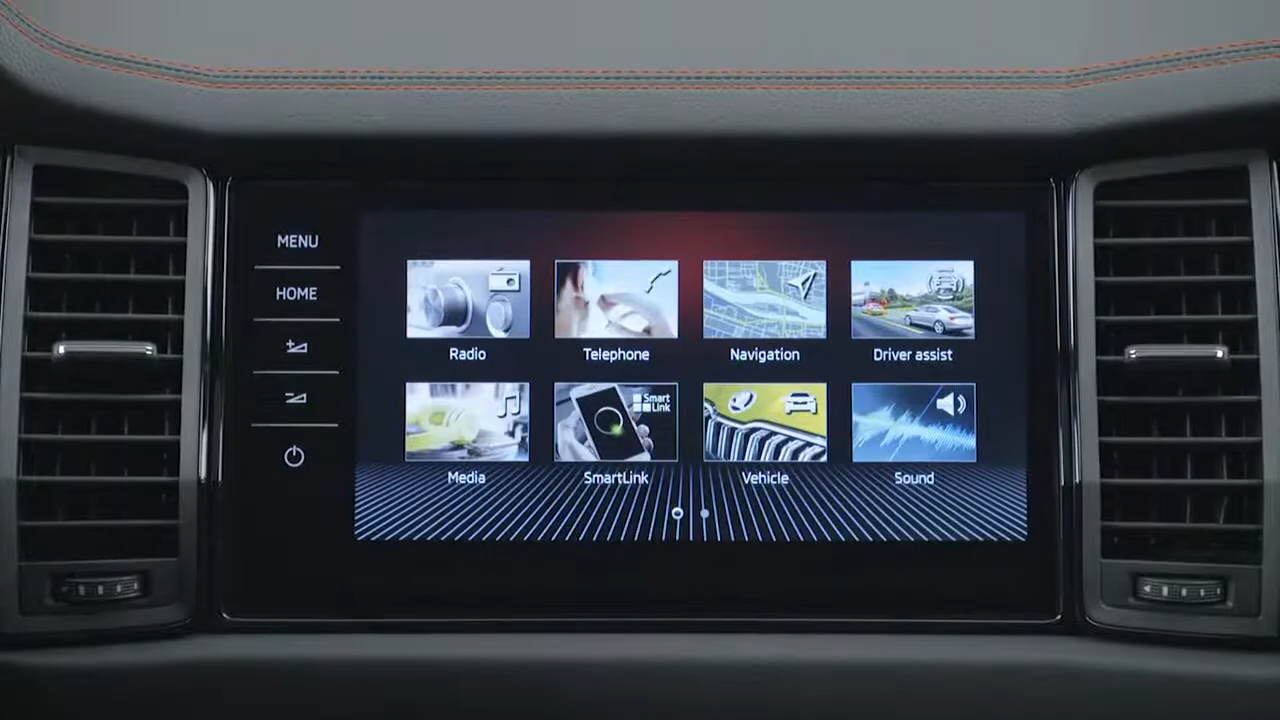 MENU
HOME
Radio
Telephone
Navigation
Driver assist
Smart
Link
Media
SmartLink
Vehicle
Sound